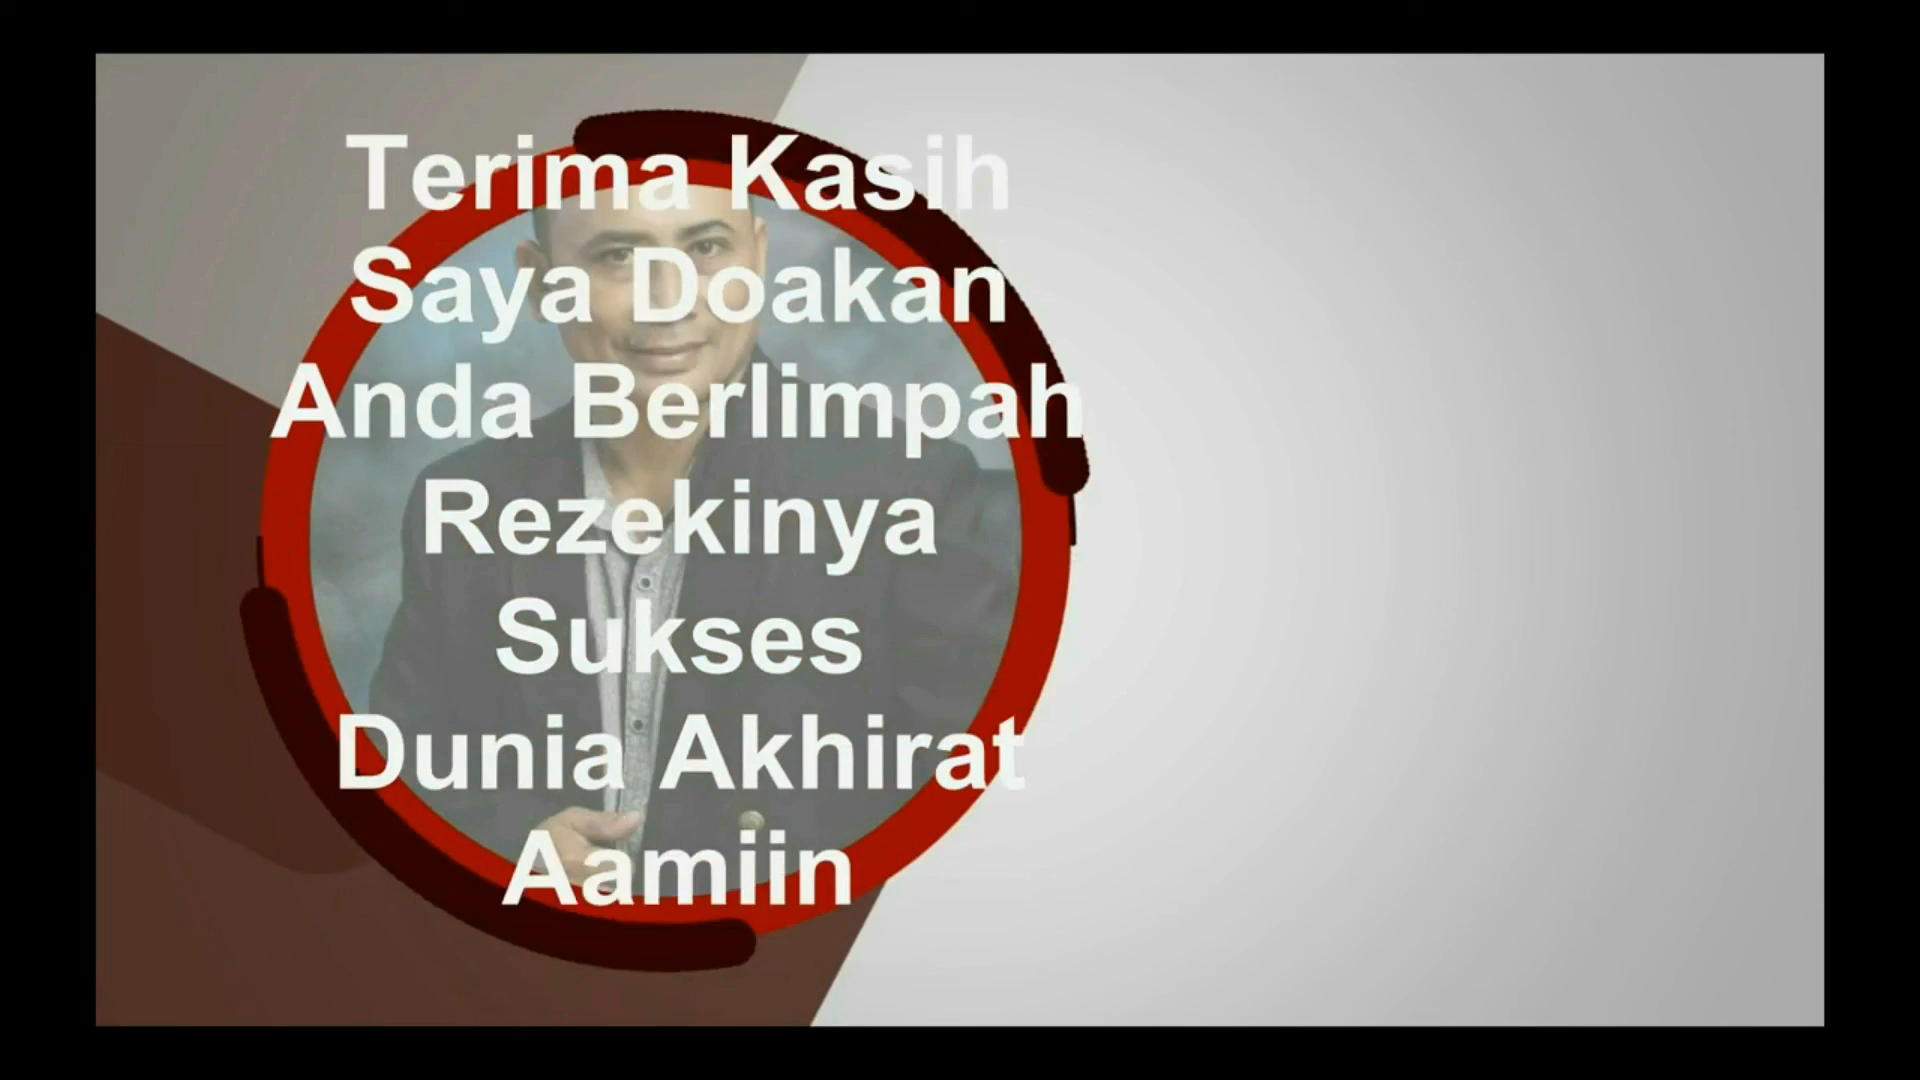 Terima Kasih
Saya Doakan
Anda Berlimpah
Rezekinya
Sukses
Dunia Akhirat
Aamiin